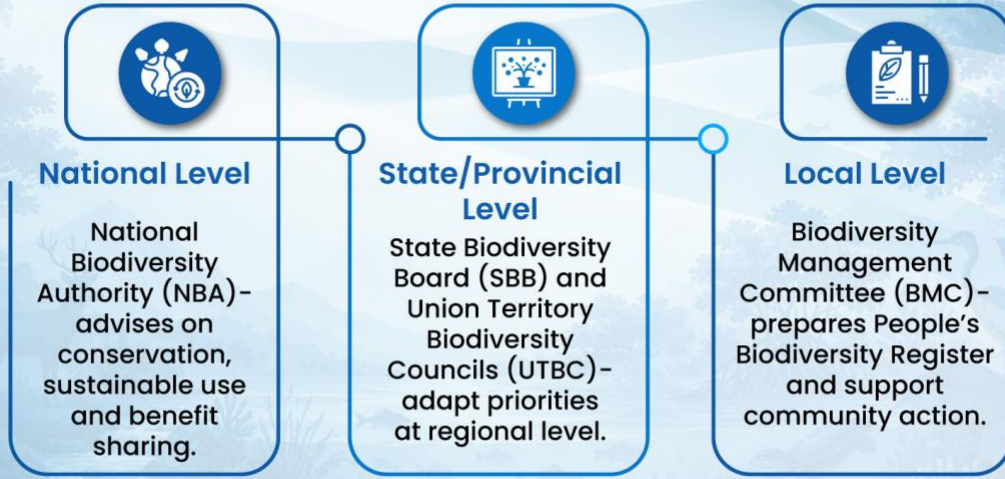 National Level
National
Biodiversity
Authority (NBA)-
advises on
conservation,
sustainable use
and benefit
sharing.
State/Provincial
Level
State Biodiversity
Board (SBB) and
Union Territory
Biodiversity
Councils (UTBC)-
adapt priorities
at regional level.
Local Level
Biodiversity
Management
Committee (BMC)-
prepares People's
Biodiversity Register
and support
community action.